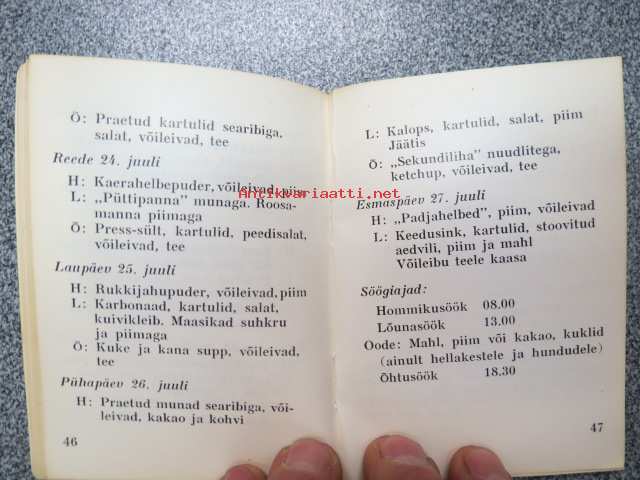 Ö: Praetud kartulid searibiga,
salat, võileivad, tee
Reede 24. juuli
H: Kaerahelbepuder, võileivad, piim
L: „Püttipanna" munaga. Roosa-
manna piimaga
Õ: Press-sült, kartulid, peedisalat,
võileivad, tee
Laupäev 25. juuli
H: Rukkijahupuder, võileivad, piim
L: Karbonaad, kartulid, salat,
kuivikleib. Maasikad suhkru
ja piimaga
Õ: Kuke ja kana supp, võileivad,
tee
Pühapäev 26. juuli
H: Praetud munad searibiga, või-
leivad, kakao ja kohvi
46
L: Kalops, kartulid, salat, piim
Jäätis
Õ: „Sekundiliha" nuudlitega,
ketchup, võileivad, tee
Antikvariaatti.net
Esmaspäev 27. juuli
H: „Padjahelbed", piim, võileivad
L: Keedusink, kartulid, stoovitud
aedvili, piim ja mahl
Võileibu teele kaasa
Söögiajad:
Hommikusöök 08.00
Lõunasöök 13.00
Oode: Mahl, piim või kakao, kuklid
(ainult hellakestele ja hundudele)
Õhtusöök 18.30
47